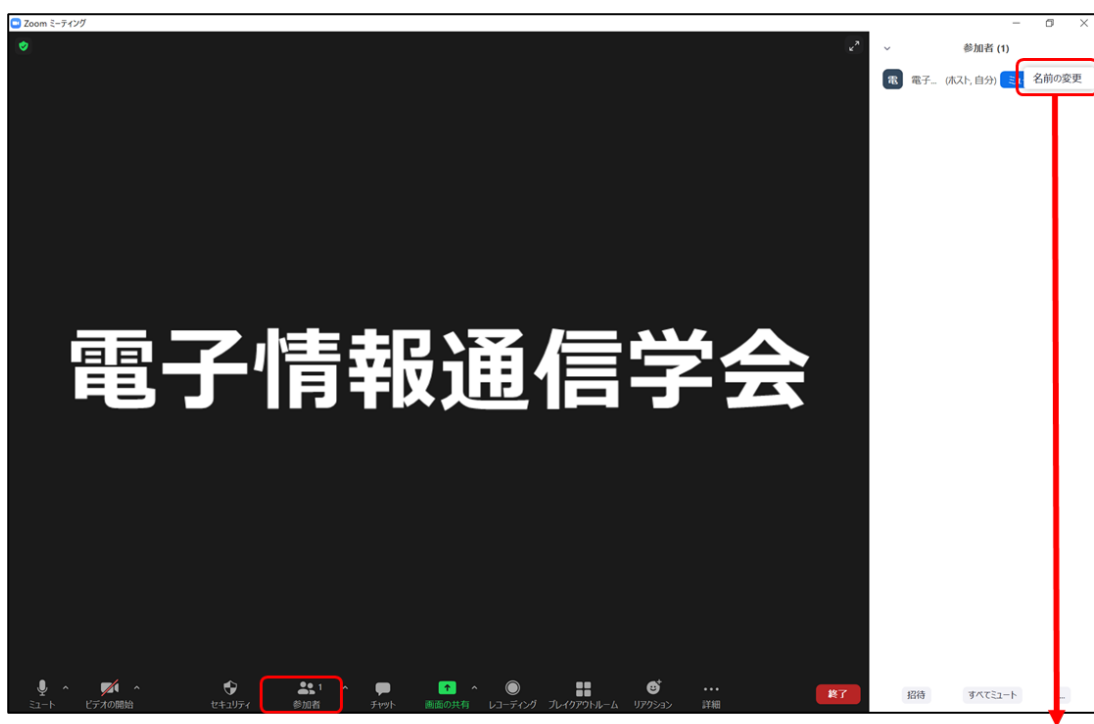 Zoom ミーティング
参加者 (1)
電 電子... (ホスト, 自分) 名前の変更
電子情報通信学会
1
ミュート ビデオの開始 セキュリティ 参加者 チャット 画面の共有 レコーディング ブレイクアウトルーム リアクション 詳細 終了 招待 すべてミュート